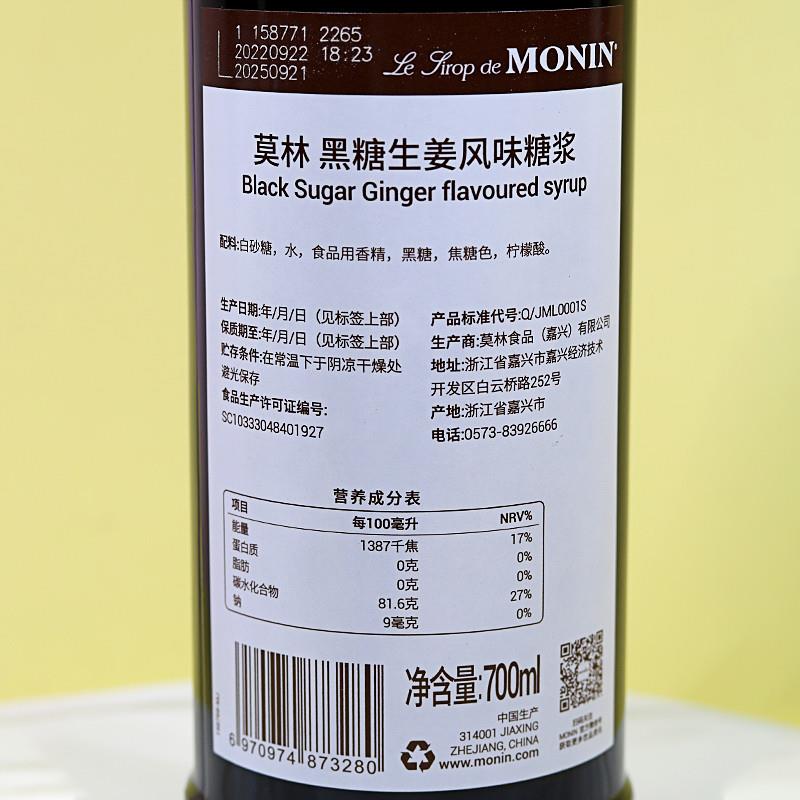 1 158771 2265
20220922 18:23
20250921
Le Sirop de MONIN
莫林 黑糖生姜风味糖浆
Black Sugar Ginger flavoured syrup
配料:白砂糖，水，食品用香精，黑糖，焦糖色，柠檬酸。
生产日期:年/月/日（见标签上部）
保质期至:年/月/日（见标签上部）
贮存条件:在常温下于阴凉干燥处
避光保存
食品生产许可证编号:
SC10333048401927
产品标准代号:Q/JML0001S
生产商:莫林食品（嘉兴）有限公司
地址:浙江省嘉兴市嘉兴经济技术
开发区白云桥路252号
产地:浙江省嘉兴市
电话:0573-83926666
营养成分表
项目 每100毫升 NRV%
能量 1387千焦 17%
蛋白质 0克 0%
脂肪 0克 0%
碳水化合物 81.6克 27%
钠 9毫克 0%
净含量:700ml
中国生产
314001 JIAXING
ZHEJIANG, CHINA
www.monin.com
6 970974 873280
扫码关注